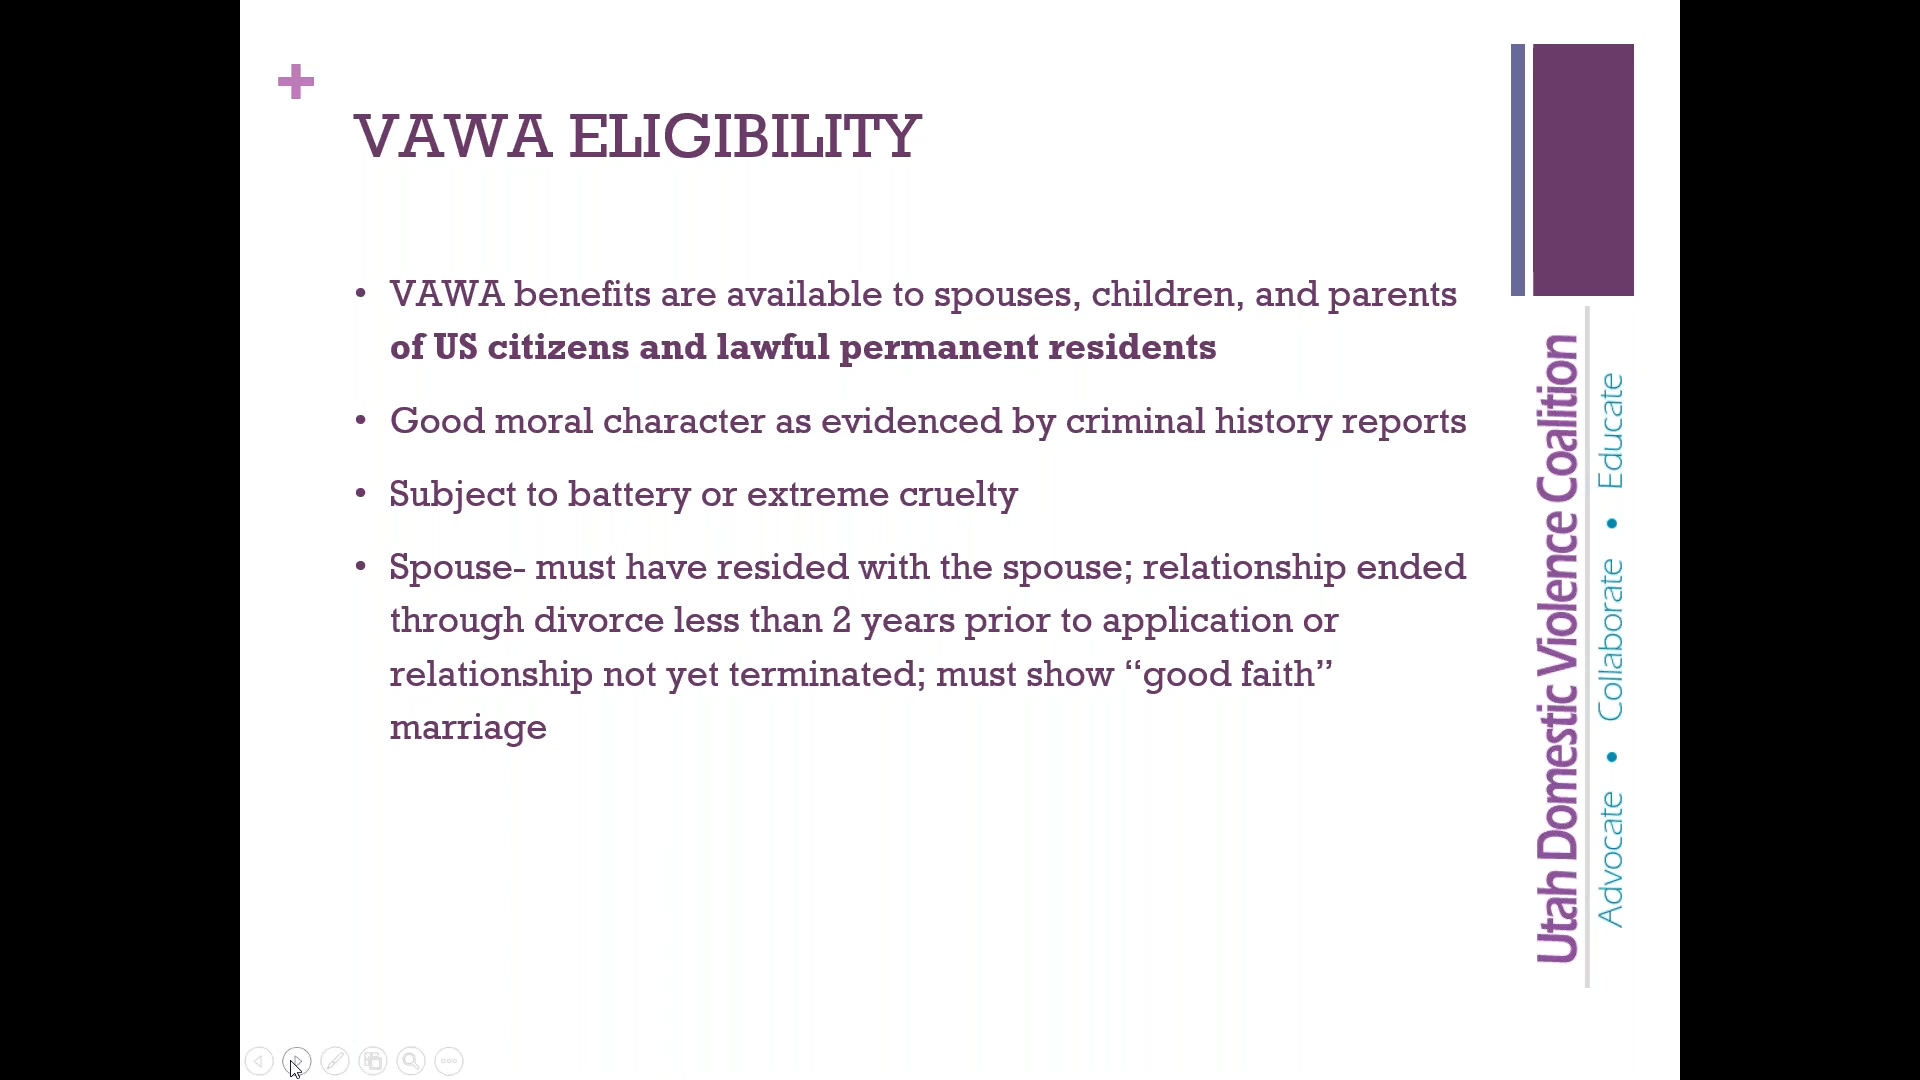 VAWA ELIGIBILITY
• VAWA benefits are available to spouses, children, and parents
of US citizens and lawful permanent residents
• Good moral character as evidenced by criminal history reports
• Subject to battery or extreme cruelty
• Spouse- must have resided with the spouse; relationship ended
through divorce less than 2 years prior to application or
relationship not yet terminated; must show “good faith”
marriage
Utah Domestic Violence Coalition
Advocate • Collaborate • Educate